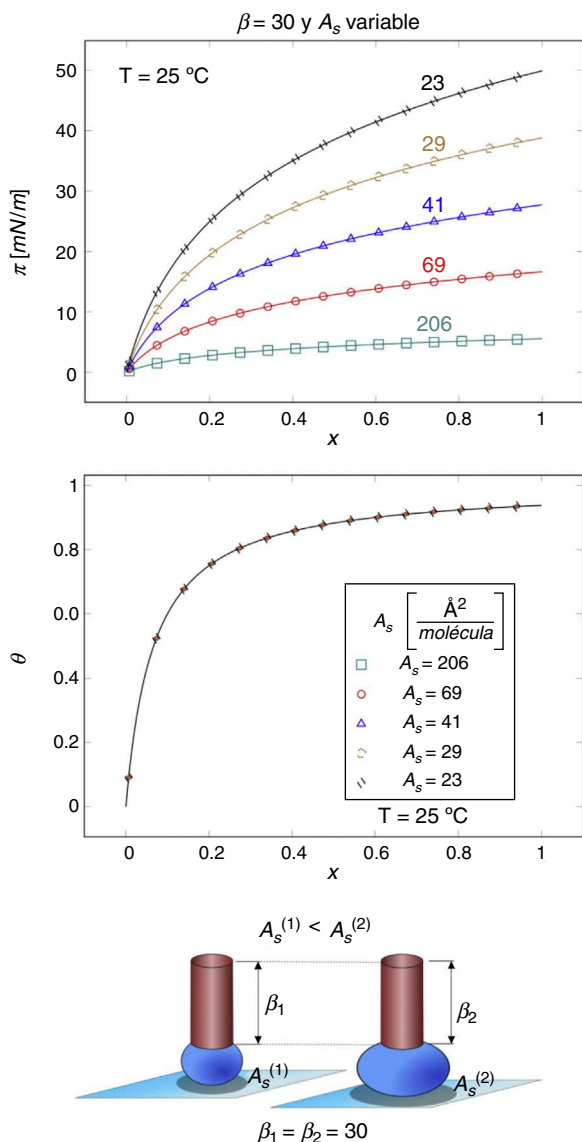 β = 30 y Aₛ variable
T = 25 ºC
50
40
30
20
10
0
π [mN/m]
23
29
41
69
206
0
0.2
0.4
0.6
0.8
1
x
1
0.8
0.0
0.4
0.2
0
θ
Aₛ [Å² / molécula]
Aₛ = 206
Aₛ = 69
Aₛ = 41
Aₛ = 29
Aₛ = 23
T = 25 ºC
0
0.2
0.4
0.6
0.8
1
x
Aₛ⁽¹⁾ < Aₛ⁽²⁾
β₁
β₂
Aₛ⁽¹⁾
Aₛ⁽²⁾
β₁ = β₂ = 30